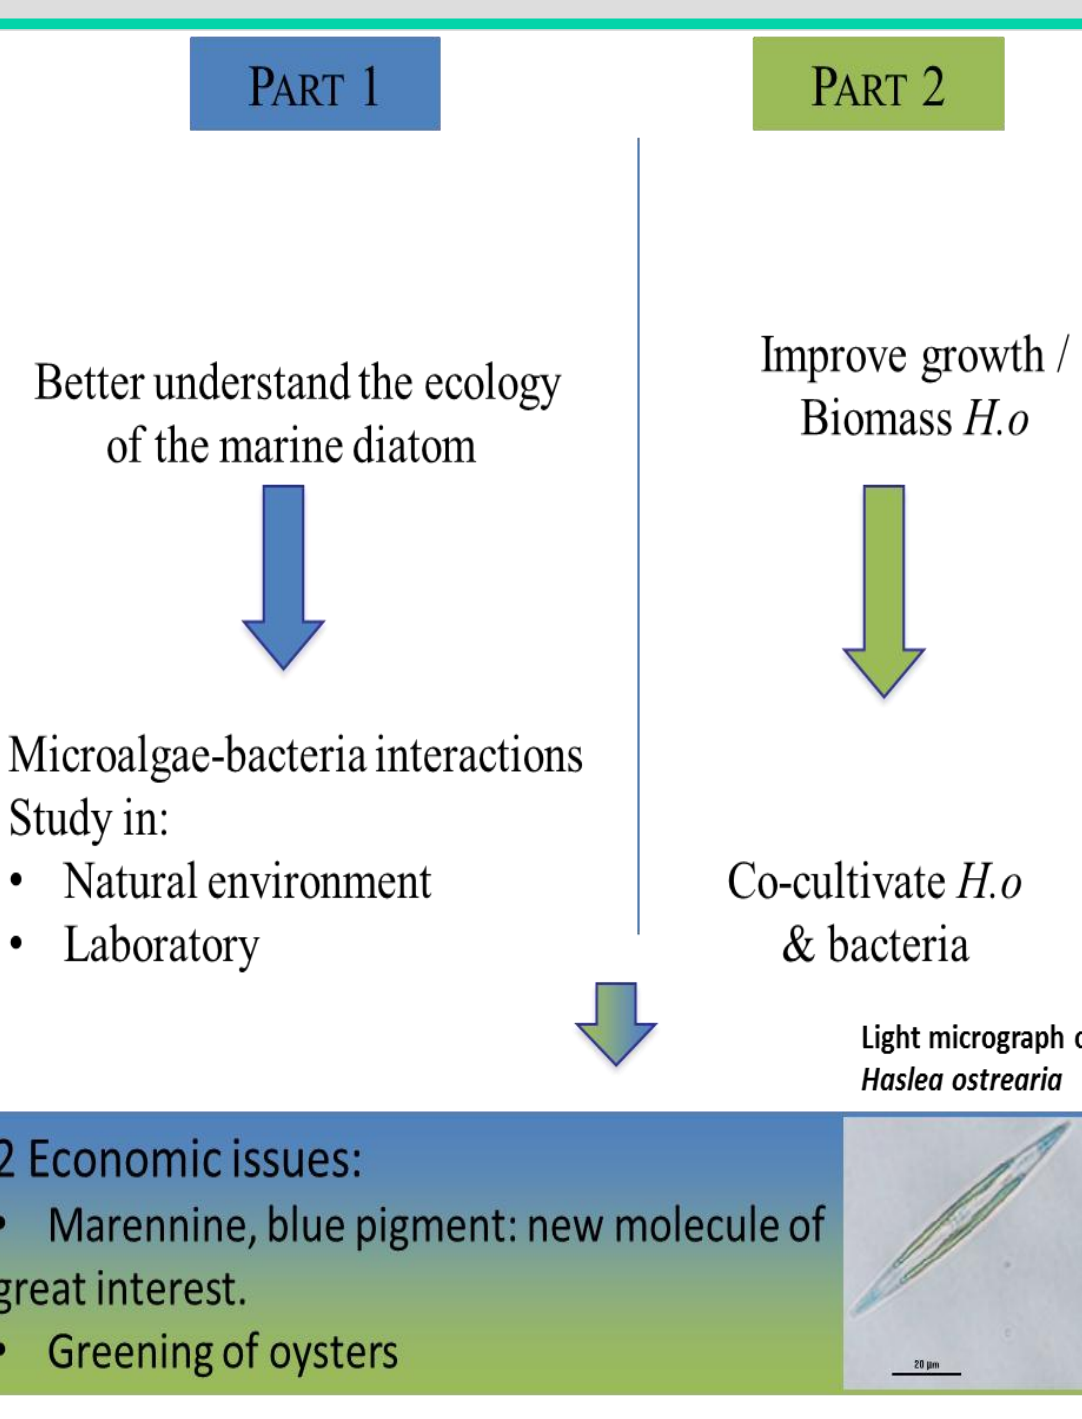 PART 1
Better understand the ecology
of the marine diatom
Microalgae-bacteria interactions
Study in:
• Natural environment
• Laboratory
PART 2
Improve growth /
Biomass H.o
Co-cultivate H.o
& bacteria
Light micrograph
Haslea ostrearia
2 Economic issues:
• Marennine, blue pigment: new molecule of
great interest.
• Greening of oysters
20 µm